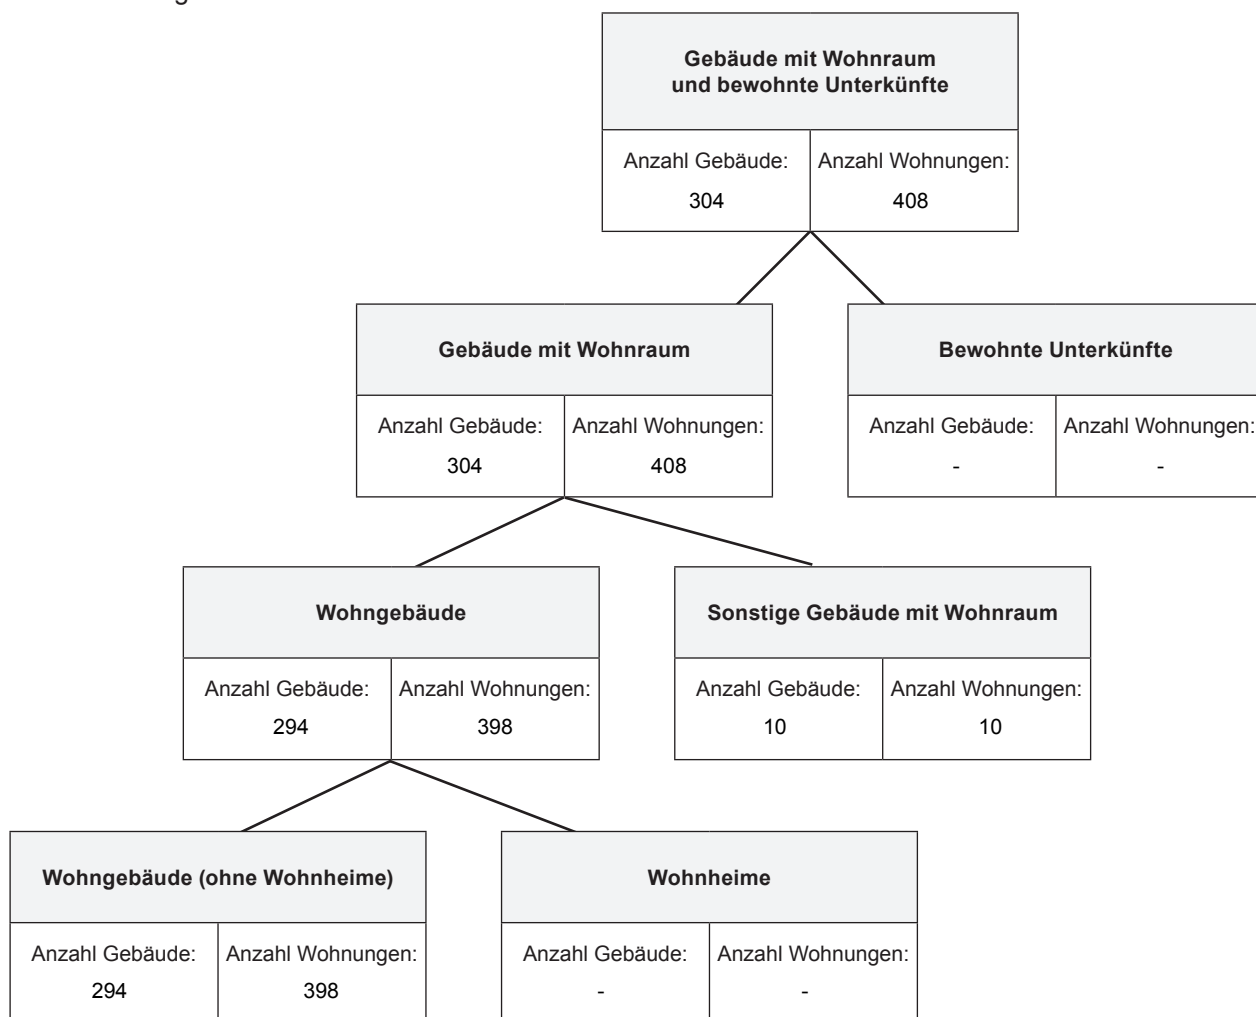 Gebäude mit Wohnraum
und bewohnte Unterkünfte
Anzahl Gebäude: Anzahl Wohnungen:
304 408
Gebäude mit Wohnraum
Anzahl Gebäude: Anzahl Wohnungen:
304 408
Bewohnte Unterkünfte
Anzahl Gebäude: Anzahl Wohnungen:
- -
Wohngebäude
Anzahl Gebäude: Anzahl Wohnungen:
294 398
Sonstige Gebäude mit Wohnraum
Anzahl Gebäude: Anzahl Wohnungen:
10 10
Wohngebäude (ohne Wohnheime)
Anzahl Gebäude: Anzahl Wohnungen:
294 398
Wohnheime
Anzahl Gebäude: Anzahl Wohnungen:
- -